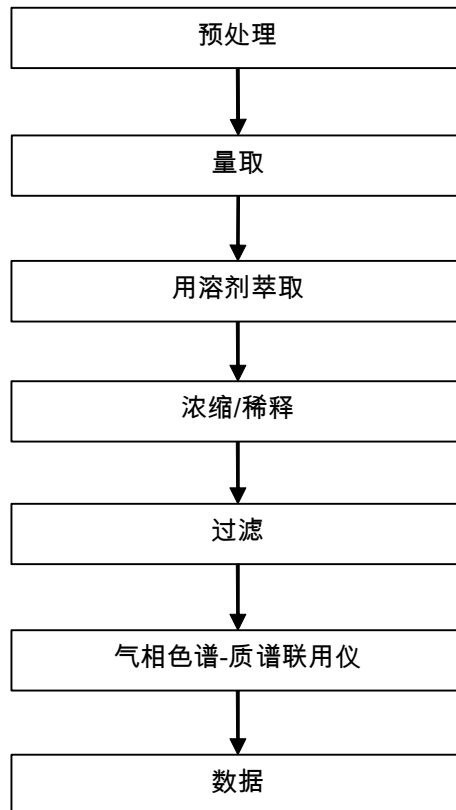 预处理
量取
用溶剂萃取
浓缩/稀释
过滤
气相色谱-质谱联用仪
数据